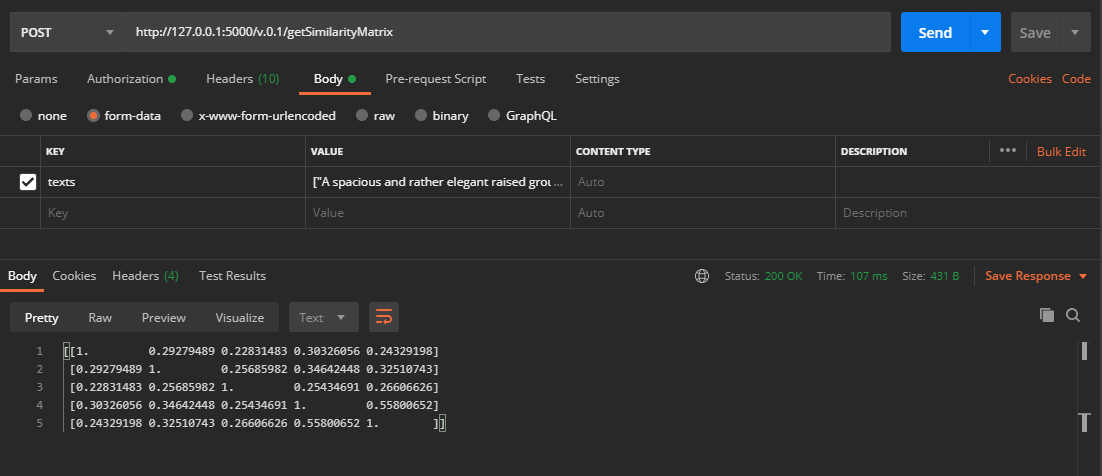 POST http://127.0.0.1:5000/v.0.1/getSimilarityMatrix Send Save
Params Authorization Headers (10) Body Pre-request Script Tests Settings Cookies Code
none form-data x-www-form-urlencoded raw binary GraphQL
KEY VALUE CONTENT TYPE DESCRIPTION ••• Bulk Edit
texts ["A spacious and rather elegant raised grou ... Auto
Key Value Auto Description
Body Cookies Headers (4) Test Results Status: 200 OK Time: 107 ms Size: 431 B Save Response
Pretty Raw Preview Visualize Text
1 [[1. 0.29279489 0.22831483 0.30326056 0.24329198]
2 [0.29279489 1. 0.25685982 0.34642448 0.32510743]
3 [0.22831483 0.25685982 1. 0.25434691 0.26606626]
4 [0.30326056 0.34642448 0.25434691 1. 0.55800652]
5 [0.24329198 0.32510743 0.26606626 0.55800652 1. ]]